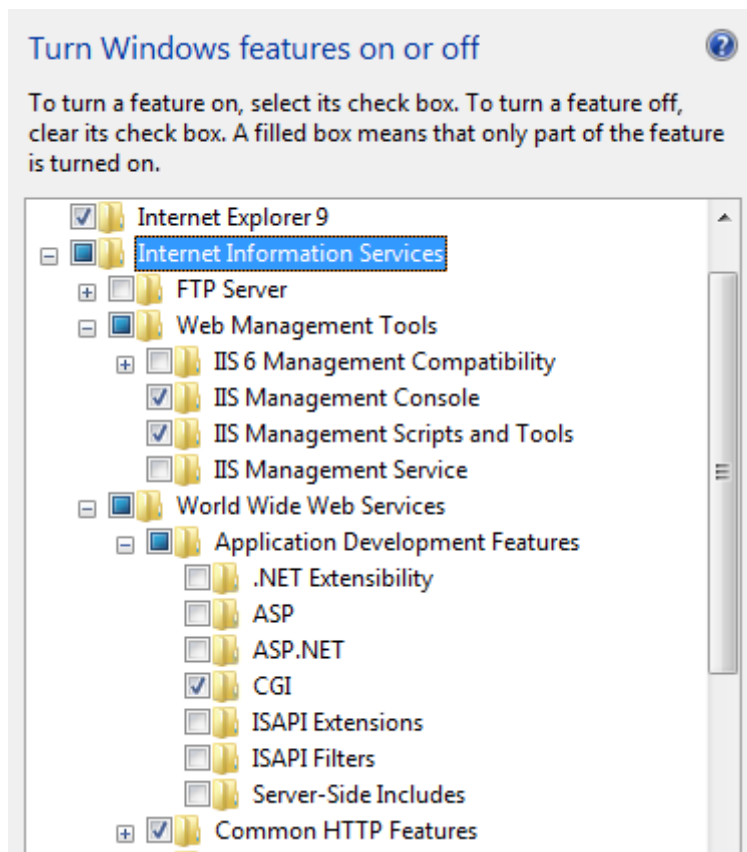 Turn Windows features on or off
To turn a feature on, select its check box. To turn a feature off,
clear its check box. A filled box means that only part of the feature
is turned on.
Internet Explorer 9
Internet Information Services
FTP Server
Web Management Tools
IIS 6 Management Compatibility
IIS Management Console
IIS Management Scripts and Tools
IIS Management Service
World Wide Web Services
Application Development Features
.NET Extensibility
ASP
ASP.NET
CGI
ISAPI Extensions
ISAPI Filters
Server-Side Includes
Common HTTP Features